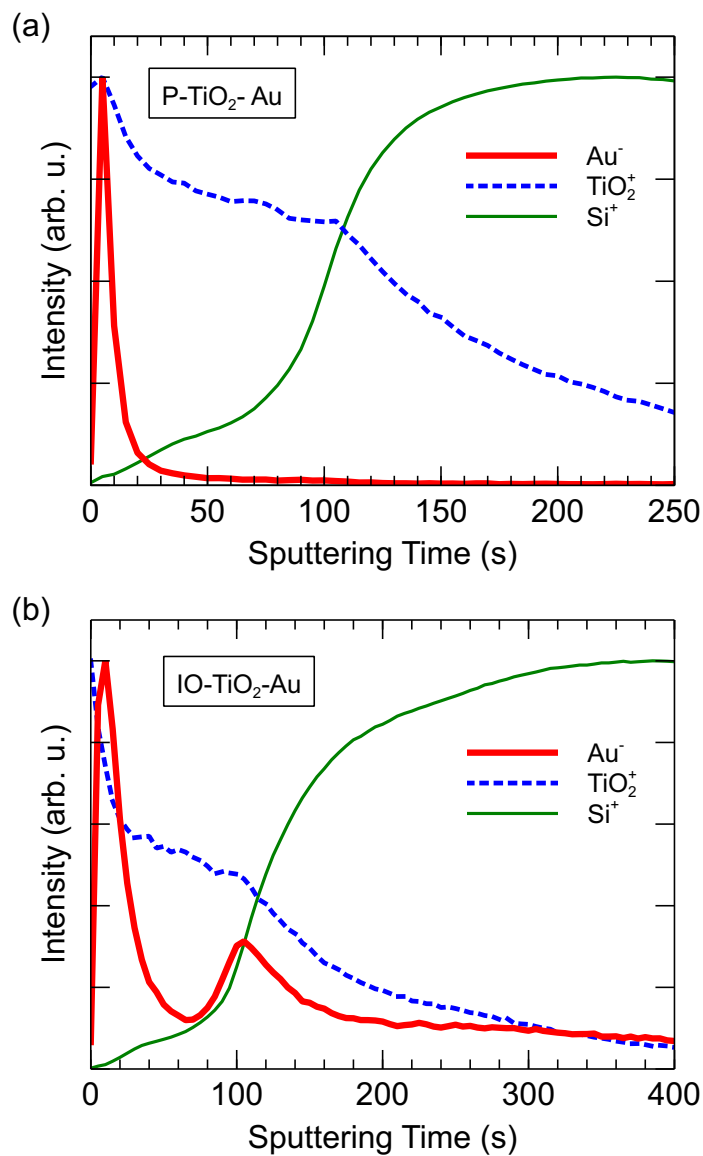 (a)
P-TiO₂- Au
Au⁻
TiO₂⁺
Si⁺
Intensity (arb. u.)
0 50 100 150 200 250
Sputtering Time (s)
(b)
IO-TiO₂-Au
Au⁻
TiO₂⁺
Si⁺
Intensity (arb. u.)
0 100 200 300 400
Sputtering Time (s)